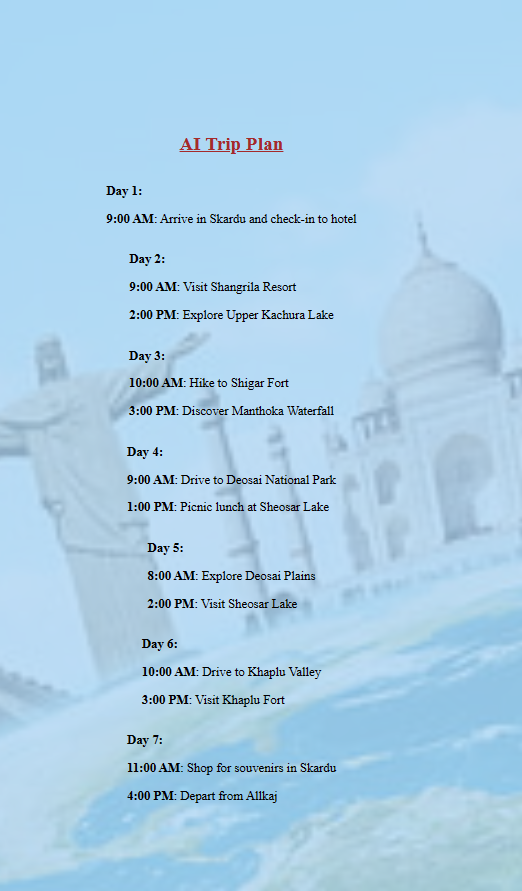 AI Trip Plan
Day 1:
9:00 AM: Arrive in Skardu and check-in to hotel
Day 2:
9:00 AM: Visit Shangrila Resort
2:00 PM: Explore Upper Kachura Lake
Day 3:
10:00 AM: Hike to Shigar Fort
3:00 PM: Discover Manthoka Waterfall
Day 4:
9:00 AM: Drive to Deosai National Park
1:00 PM: Picnic lunch at Sheosar Lake
Day 5:
8:00 AM: Explore Deosai Plains
2:00 PM: Visit Sheosar Lake
Day 6:
10:00 AM: Drive to Khaplu Valley
3:00 PM: Visit Khaplu Fort
Day 7:
11:00 AM: Shop for souvenirs in Skardu
4:00 PM: Depart from Allkaj